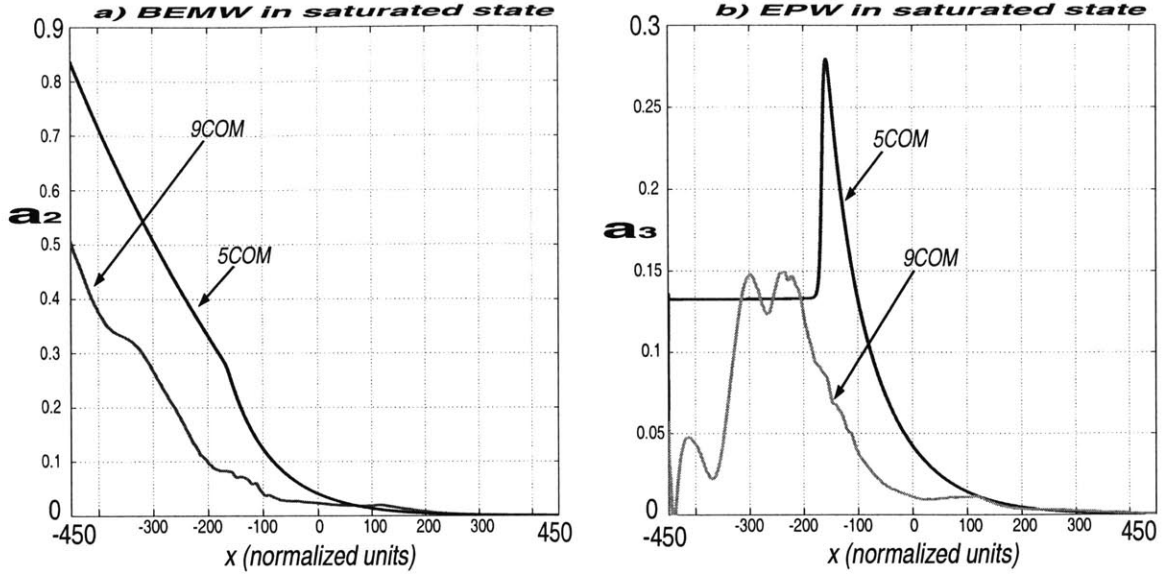 a) BEMW in saturated state
0.9
0.8
0.7
0.6
0.5
0.4
0.3
0.2
0.1
0
a2
9COM
5COM
-450 -300 -200 -100 0 100 200 300 450
x (normalized units)
b) EPW in saturated state
0.3
0.25
0.2
0.15
0.1
0.05
0
a3
5COM
9COM
-450 -300 -200 -100 0 100 200 300 450
x (normalized units)